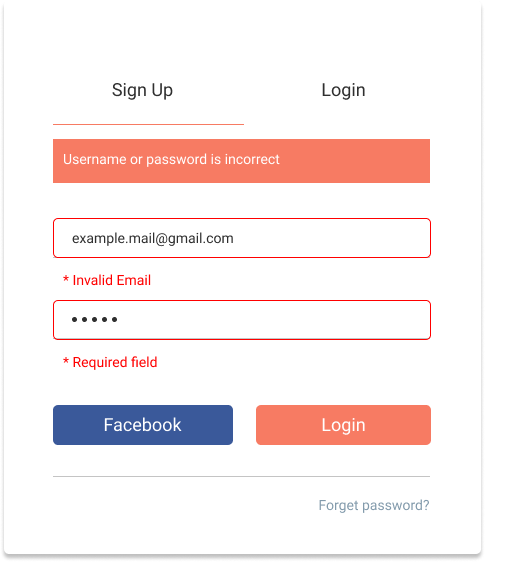 Sign Up Login
Username or password is incorrect
example.mail@gmail.com
* Invalid Email
•••••
* Required field
Facebook Login
Forget password?